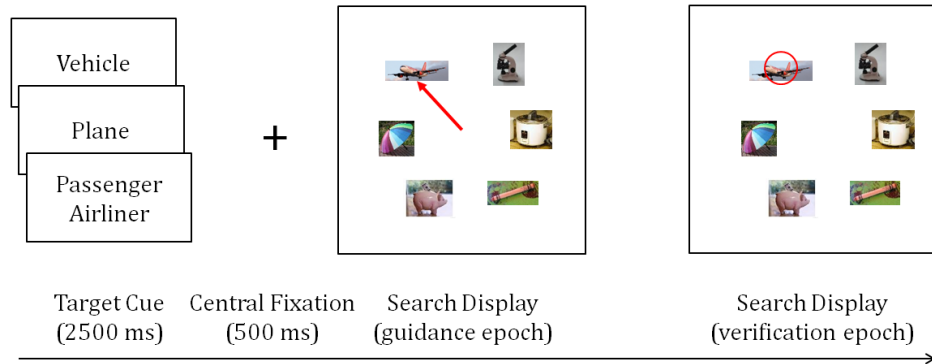 Vehicle
Plane
Passenger
Airliner
+
Target Cue
(2500 ms)
Central Fixation
(500 ms)
Search Display
(guidance epoch)
Search Display
(verification epoch)